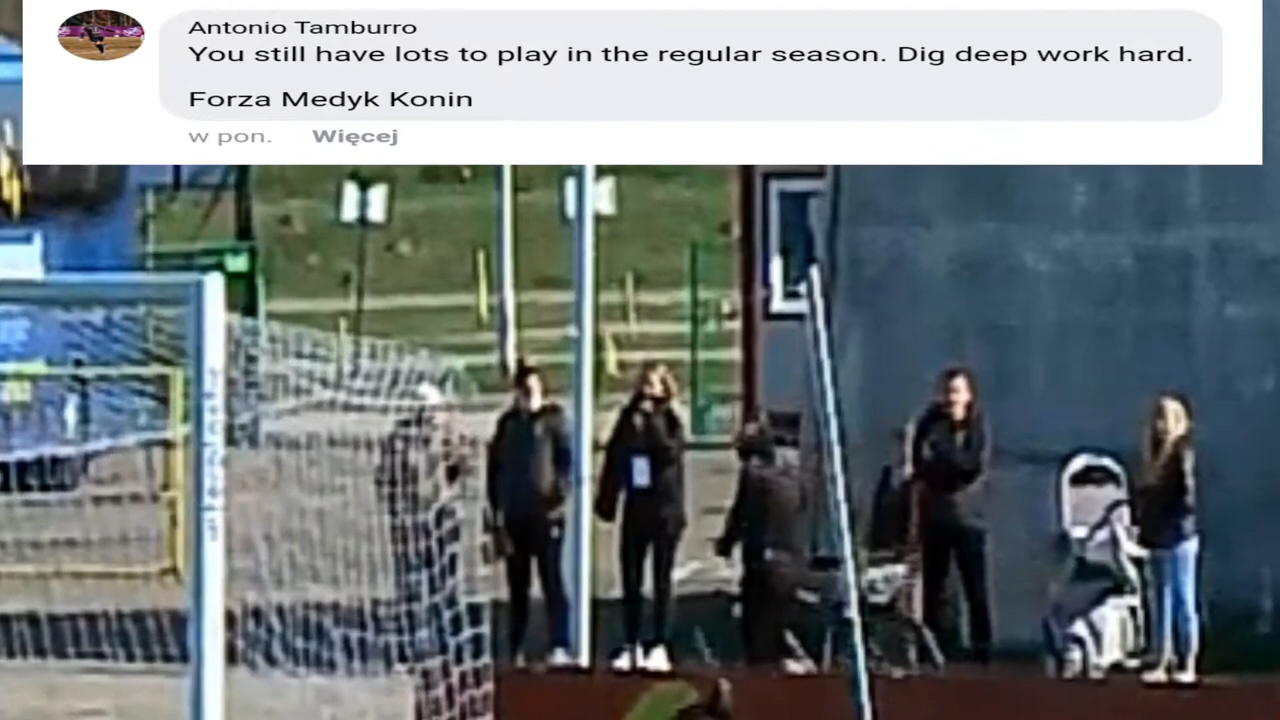 Antonio Tamburro
You still have lots to play in the regular season. Dig deep work hard.
Forza Medyk Konin
w pon. Więcej